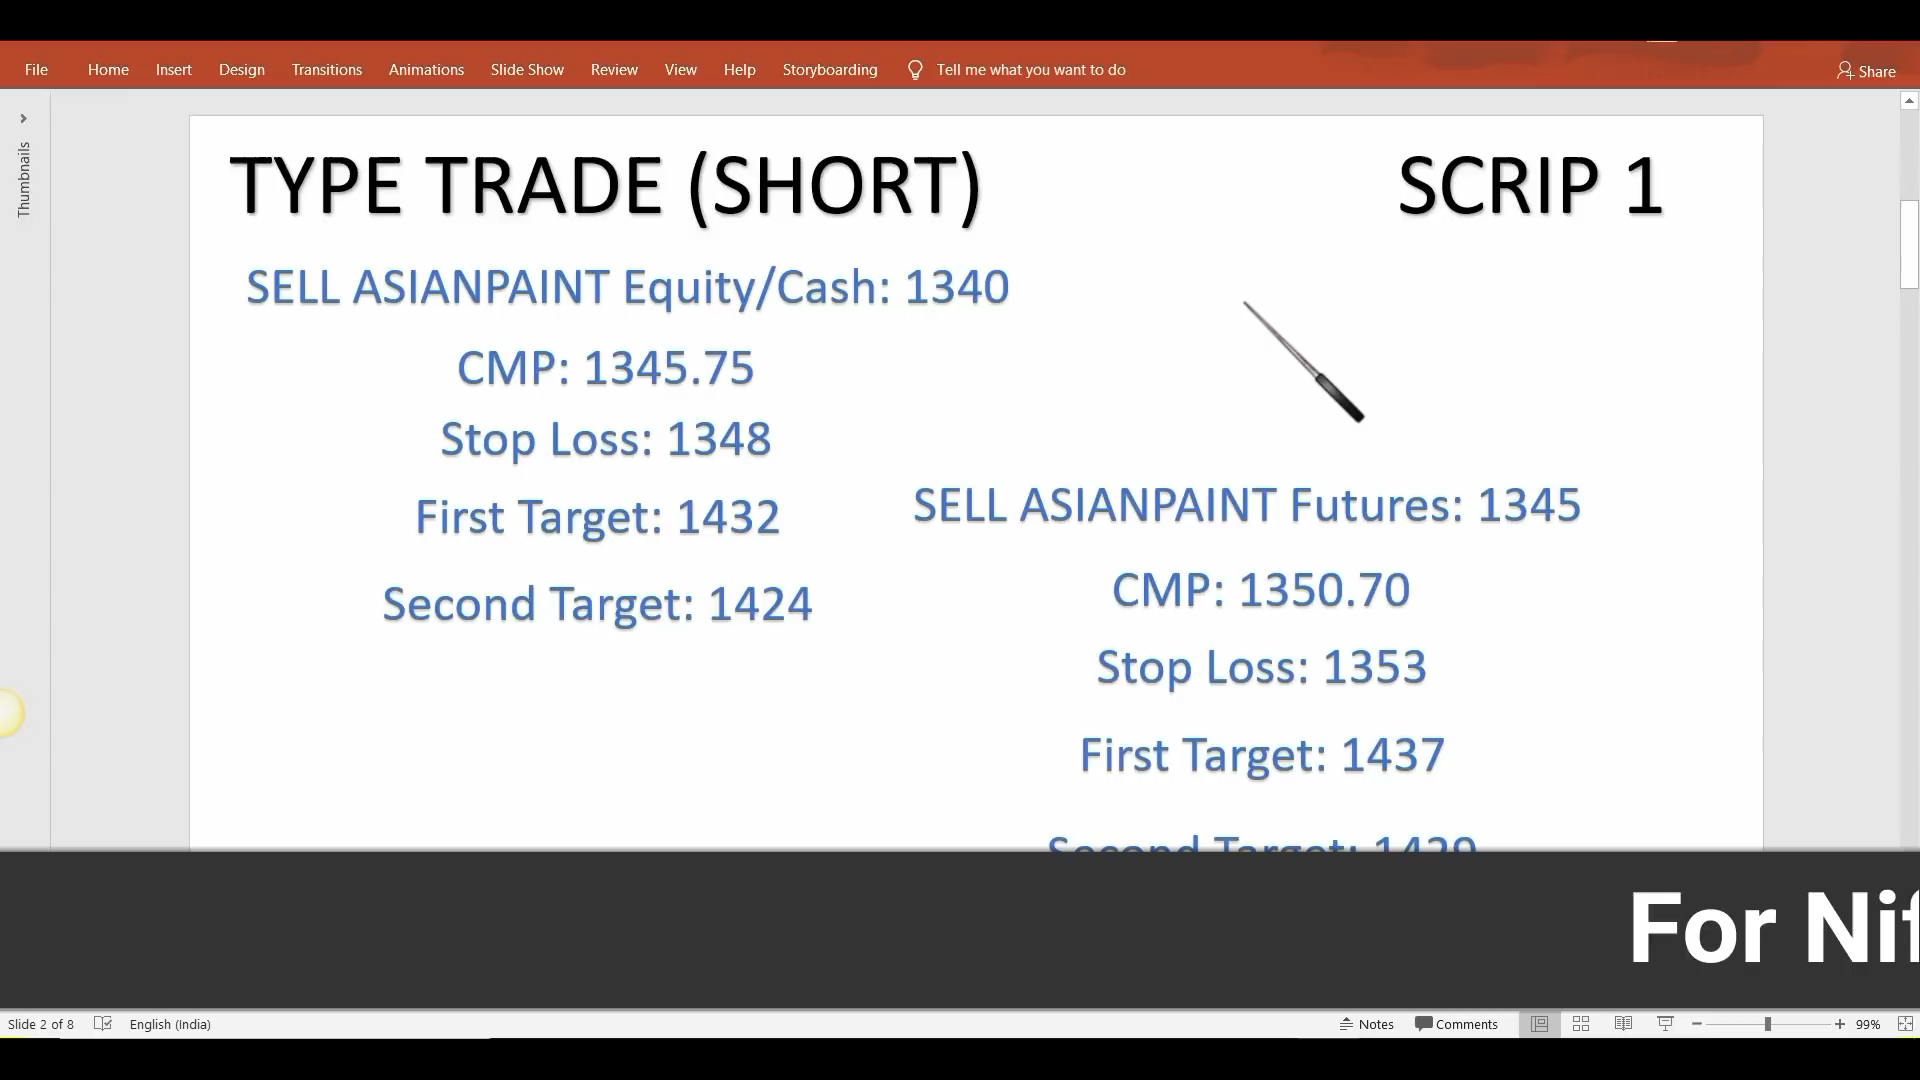 File Home Insert Design Transitions Animations Slide Show Review View Help Storyboarding Tell me what you want to do Share
Thumbnails
TYPE TRADE (SHORT)
SCRIP 1
SELL ASIANPAINT Equity/Cash: 1340
CMP: 1345.75
Stop Loss: 1348
First Target: 1432
Second Target: 1424
SELL ASIANPAINT Futures: 1345
CMP: 1350.70
Stop Loss: 1353
First Target: 1437
Second Target: 1429
For Nif
Slide 2 of 8 English (India) Notes Comments 99%